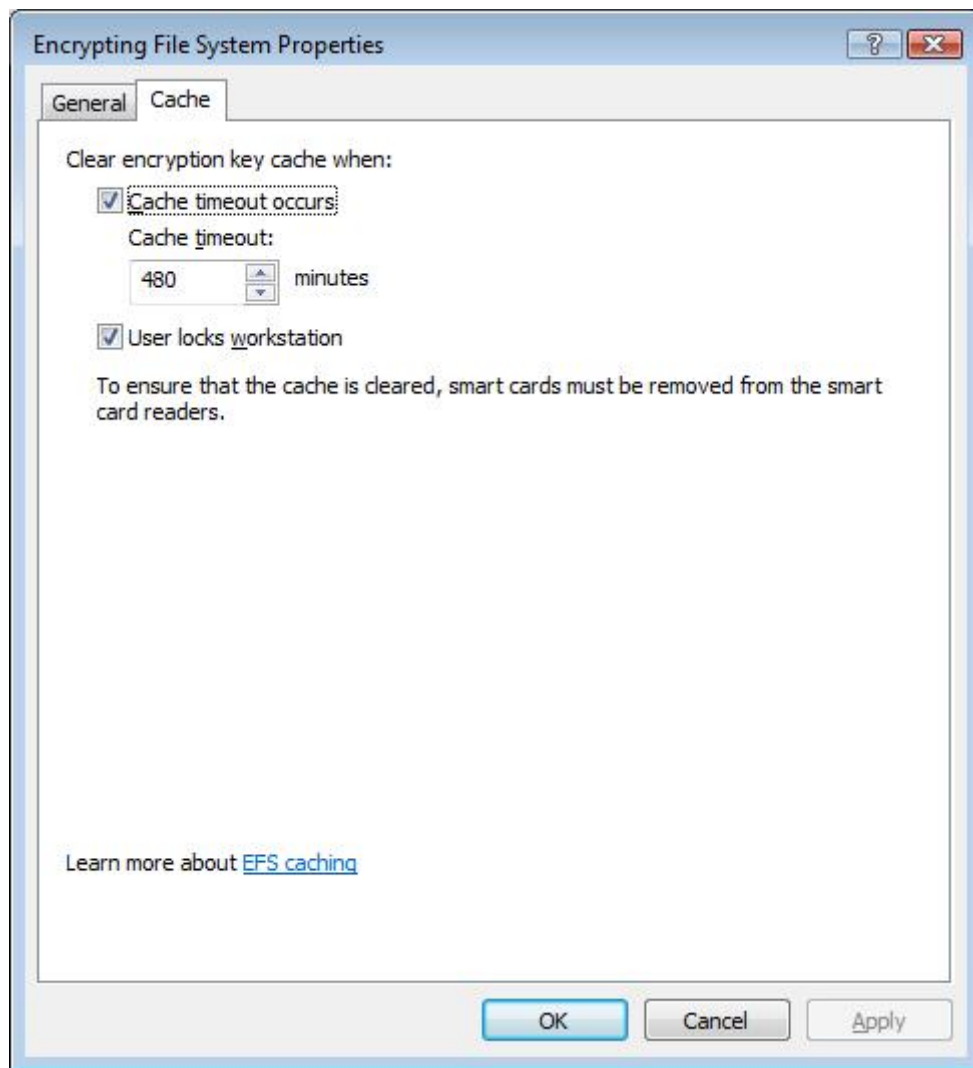 Encrypting File System Properties
General Cache
Clear encryption key cache when:
Cache timeout occurs
Cache timeout:
480 minutes
User locks workstation
To ensure that the cache is cleared, smart cards must be removed from the smart
card readers.
Learn more about EFS caching
OK Cancel Apply